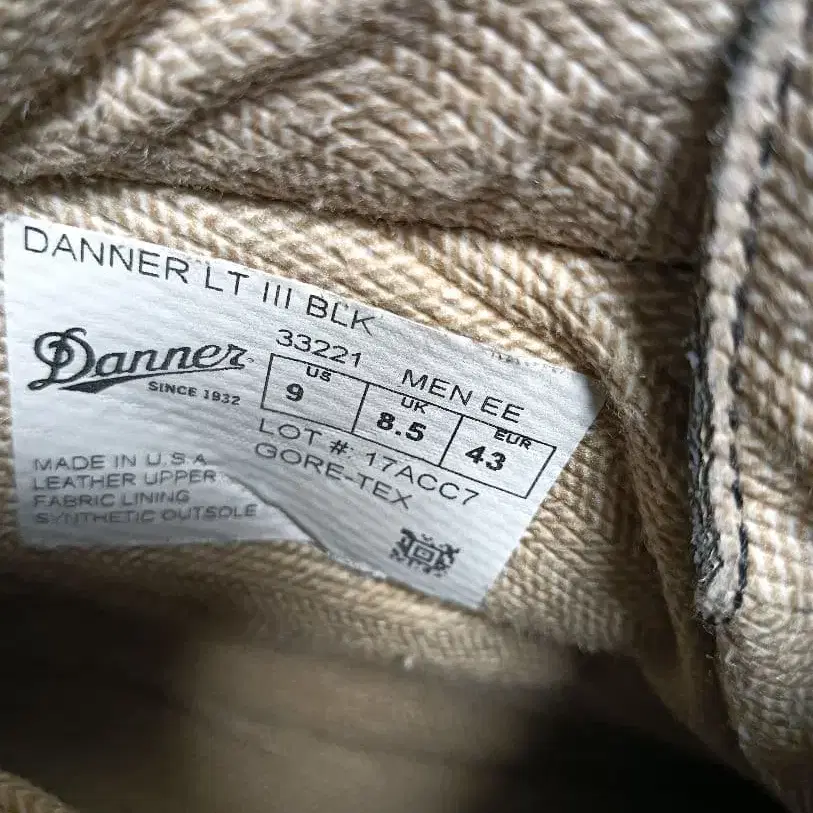 DANNER LT III BLK
33221 MEN EE
Danner
SINCE 1932
US UK EUR
9 8.5 43
LOT #: 17ACC7
GORE-TEX
MADE IN U.S.A
LEATHER UPPER
FABRIC LINING
SYNTHETIC OUTSOLE